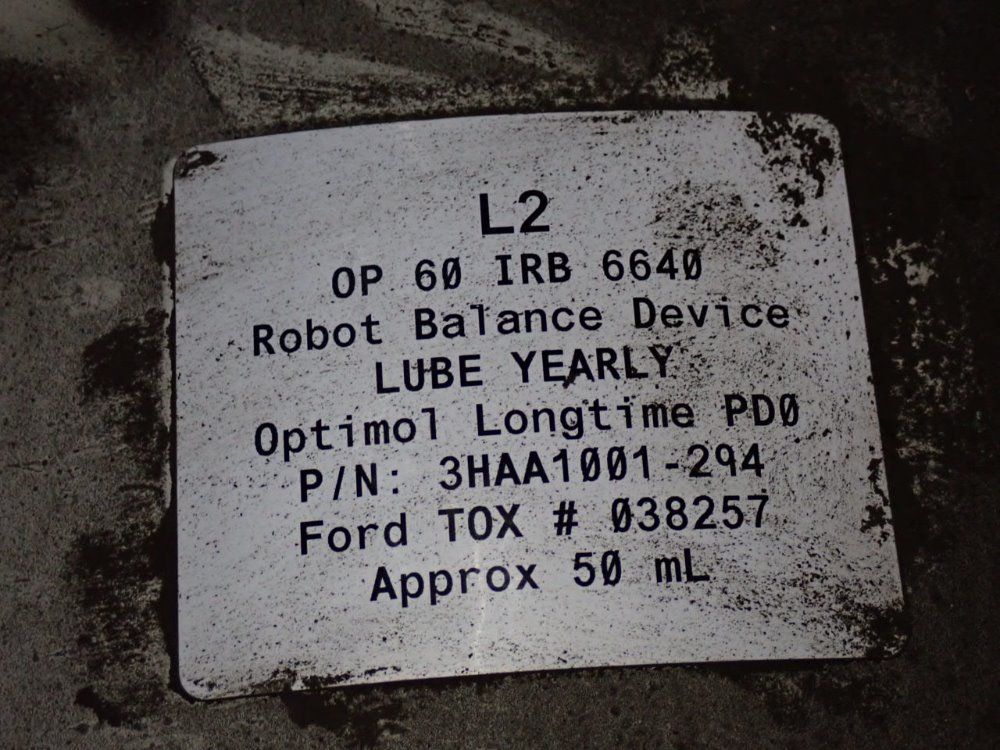 L2
OP 60 IRB 6640
Robot Balance Device
LUBE YEARLY
Optimol Longtime PD0
P/N: 3HAA1001-294
Ford TOX # 038257
Approx 50 mL